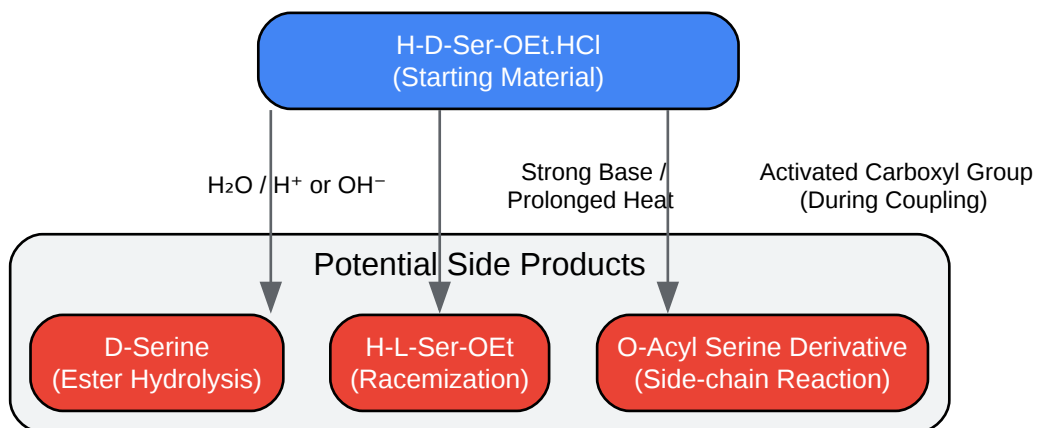 H-D-Ser-OEt.HCl
(Starting Material)
H₂O / H⁺ or OH⁻
Strong Base /
Prolonged Heat
Activated Carboxyl Group
(During Coupling)
Potential Side Products
D-Serine
(Ester Hydrolysis)
H-L-Ser-OEt
(Racemization)
O-Acyl Serine Derivative
(Side-chain Reaction)